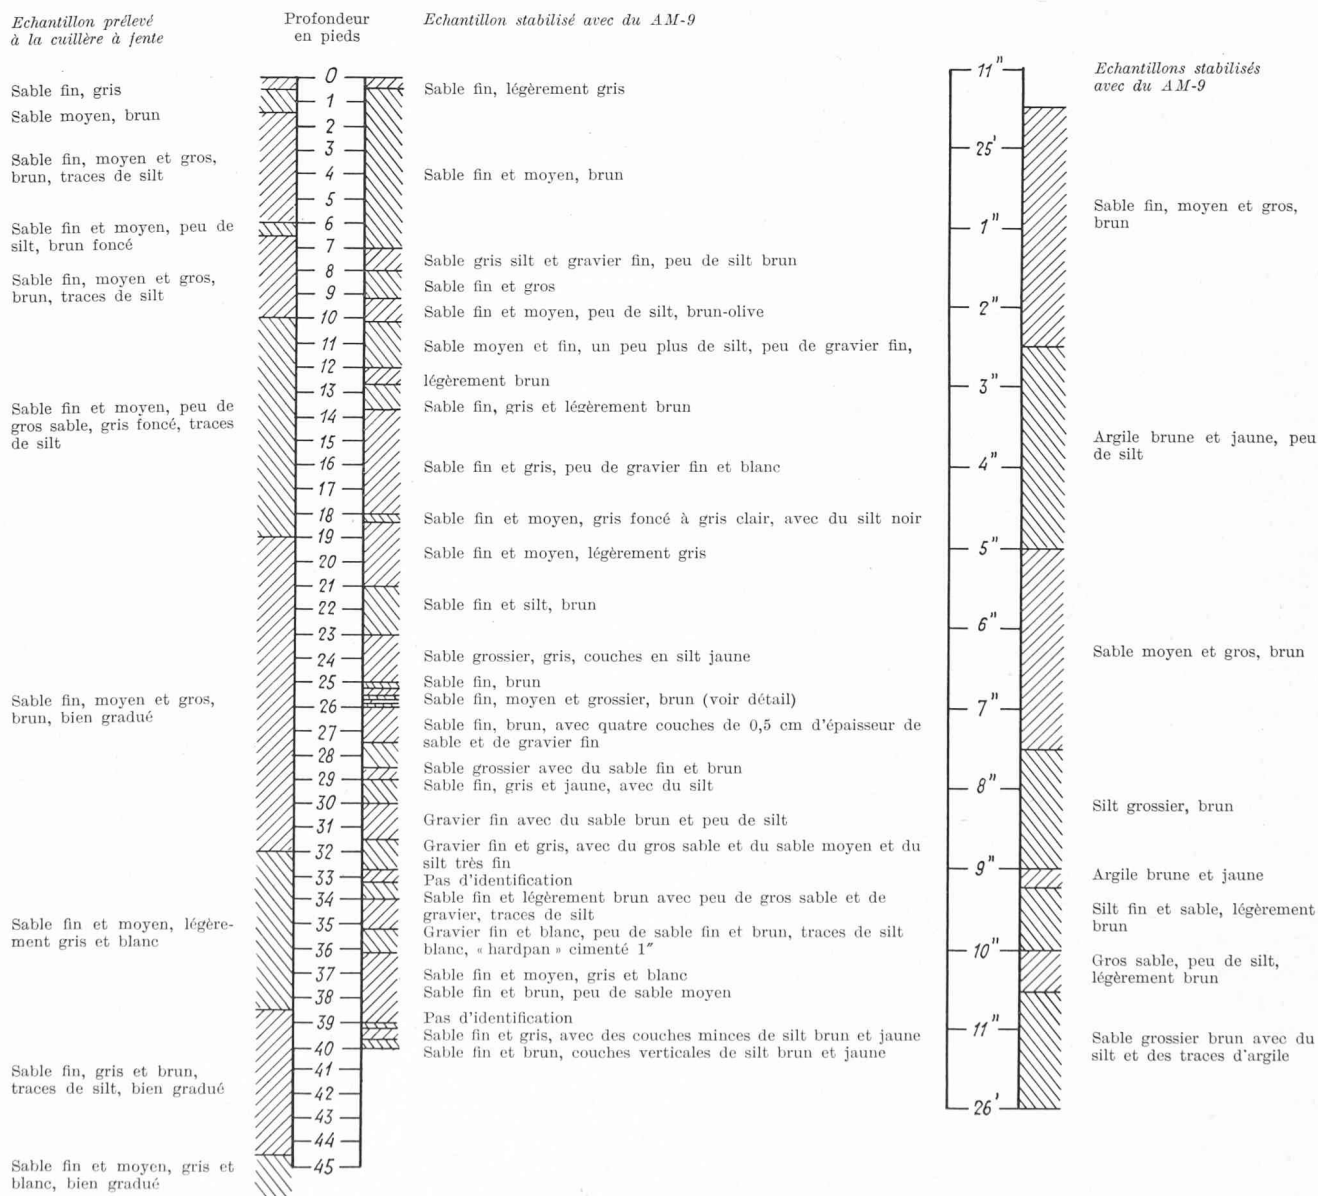 Echantillon prélevé
à la cuillère à fente
Sable fin, gris
Sable moyen, brun
Sable fin, moyen et gros,
brun, traces de silt
Sable fin et moyen, peu de
silt, brun foncé
Sable fin, moyen et gros,
brun, traces de silt
Sable fin et moyen, peu de
gros sable, gris foncé, traces
de silt
Sable fin, moyen et gros,
brun, bien gradué
Sable fin et moyen, légère-
ment gris et blanc
Sable fin, gris et brun,
traces de silt, bien gradué
Sable fin et moyen, gris et
blanc, bien gradué
Profondeur
en pieds
0
1
2
3
4
5
6
7
8
9
10
11
12
13
14
15
16
17
18
19
20
21
22
23
24
25
26
27
28
29
30
31
32
33
34
35
36
37
38
39
40
41
42
43
44
45
Echantillon stabilisé avec du AM-9
Sable fin, légèrement gris
Sable fin et moyen, brun
Sable gris silt et gravier fin, peu de silt brun
Sable fin et gros
Sable fin et moyen, peu de silt, brun-olive
Sable moyen et fin, un peu plus de silt, peu de gravier fin,
légèrement brun
Sable fin, gris et légèrement brun
Sable fin et gris, peu de gravier fin et blanc
Sable fin et moyen, gris foncé à gris clair, avec du silt noir
Sable fin et moyen, légèrement gris
Sable fin et silt, brun
Sable grossier, gris, couches en silt jaune
Sable fin, brun
Sable fin, moyen et grossier, brun (voir détail)
Sable fin, brun, avec quatre couches de 0,5 cm d'épaisseur de
sable et de gravier fin
Sable grossier avec du sable fin et brun
Sable fin, gris et jaune, avec du silt
Gravier fin avec du sable brun et peu de silt
Gravier fin et gris, avec du gros sable et du sable moyen et du
silt très fin
Pas d'identification
Sable fin et légèrement brun avec peu de gros sable et de
gravier, traces de silt
Gravier fin et blanc, peu de sable fin et brun, traces de silt
blanc, « hardpan » cimenté 1″
Sable fin et moyen, gris et blanc
Sable fin et brun, peu de sable moyen
Pas d'identification
Sable fin et gris, avec des couches minces de silt brun et jaune
Sable fin et brun, couches verticales de silt brun et jaune
11"
25'
1"
2"
3"
4"
5"
6"
7"
8"
9"
10"
11"
26'
Echantillons stabilisés
avec du AM-9
Sable fin, moyen et gros,
brun
Argile brune et jaune, peu
de silt
Sable moyen et gros, brun
Silt grossier, brun
Argile brune et jaune
Silt fin et sable, légèrement
brun
Gros sable, peu de silt,
légèrement brun
Sable grossier brun avec du
silt et des traces d'argile